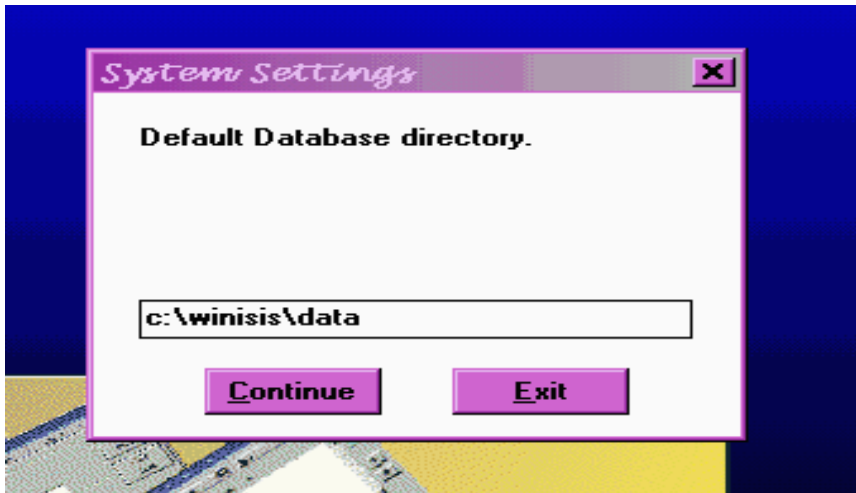 System Settings
Default Database directory.
c:\winisis\data
Continue
Exit